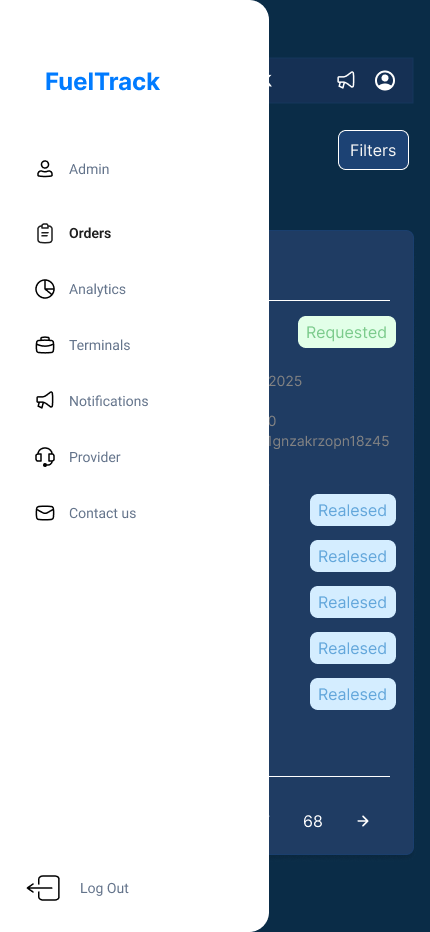 FuelTrack
Filters
Admin
Orders
Analytics
Terminals
Notifications
Provider
Contact us
Requested
2025
0
gnzakrzopn18z45
Realesed
Realesed
Realesed
Realesed
Realesed
68
Log Out